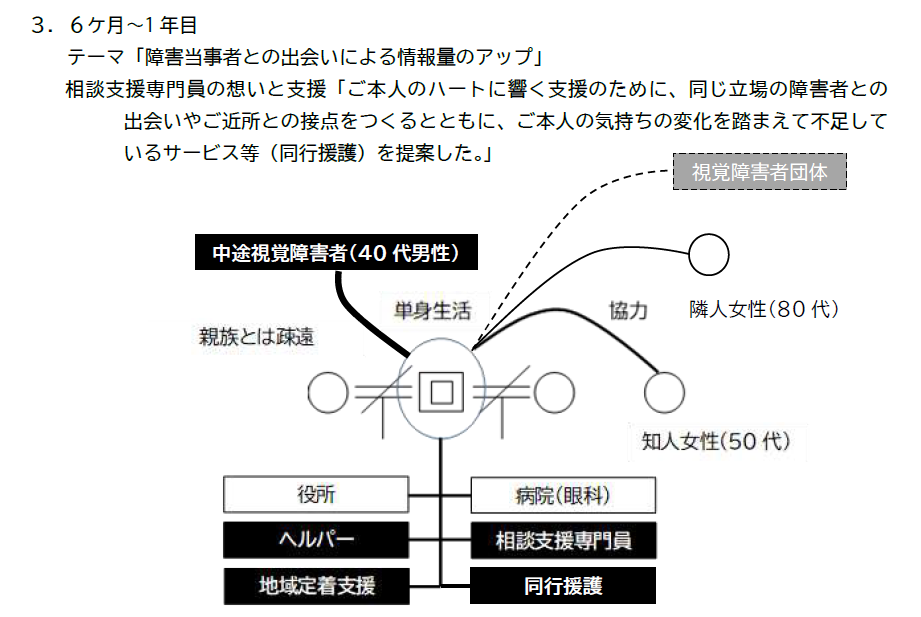 ３．６ケ月～1 年目
テーマ「障害当事者との出会いによる情報量のアップ」
相談支援専門員の想いと支援「ご本人のハートに響く支援のために、同じ立場の障害者との
出会いやご近所との接点をつくるとともに、ご本人の気持ちの変化を踏まえて不足して
いるサービス等（同行援護）を提案した。」
視覚障害者団体
中途視覚障害者（40 代男性）
単身生活
協力
隣人女性（80 代）
親族とは疎遠
知人女性（50 代）
役所
病院（眼科）
ヘルパー
相談支援専門員
地域定着支援
同行援護